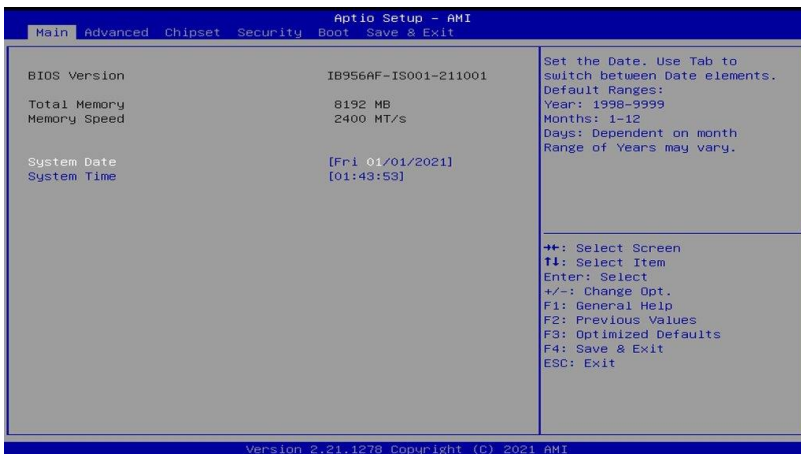 Aptio Setup – AMI
Main Advanced Chipset Security Boot Save & Exit
BIOS Version IB956AF-IS001-211001
Total Memory 8192 MB
Memory Speed 2400 MT/s
System Date [Fri 01/01/2021]
System Time [01:43:53]
Set the Date. Use Tab to
switch between Date elements.
Default Ranges:
Year: 1998-9999
Months: 1-12
Days: Dependent on month
Range of Years may vary.
→←: Select Screen
↑↓: Select Item
Enter: Select
+/-: Change Opt.
F1: General Help
F2: Previous Values
F3: Optimized Defaults
F4: Save & Exit
ESC: Exit
Version 2.21.1278 Copyright (C) 2021 AMI